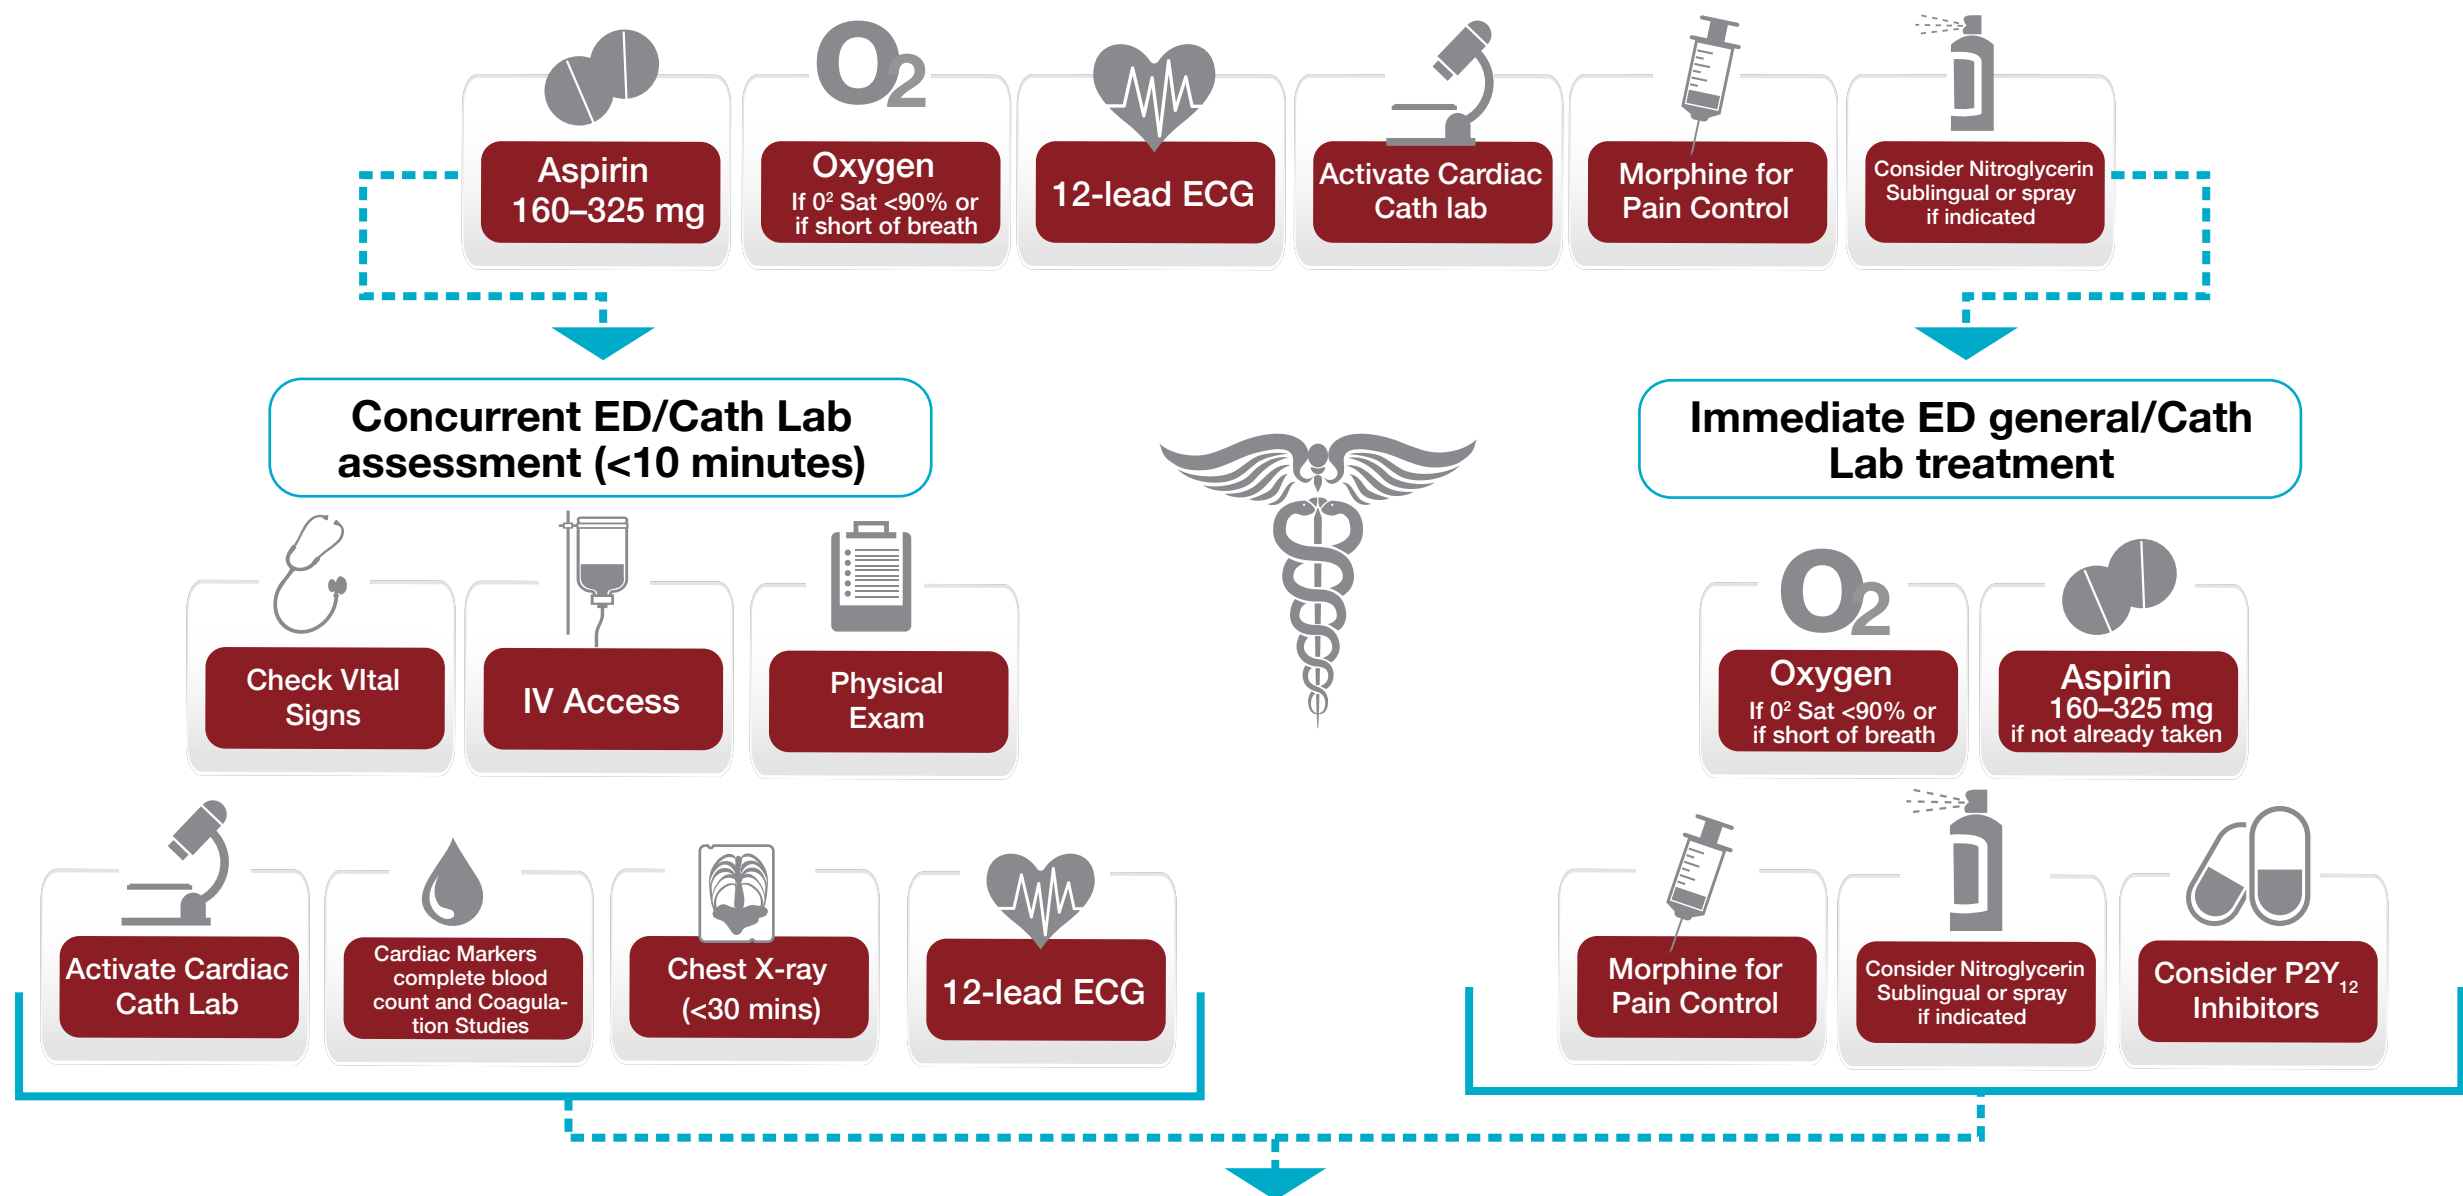 O2
Aspirin
160–325 mg
Oxygen
If 0² Sat <90% or
if short of breath
12-lead ECG
Activate Cardiac
Cath lab
Morphine for
Pain Control
Consider Nitroglycerin
Sublingual or spray
if indicated
Concurrent ED/Cath Lab
assessment (<10 minutes)
Check VItal
Signs
IV Access
Physical
Exam
Activate Cardiac
Cath Lab
Cardiac Markers
complete blood
count and Coagula-
tion Studies
Chest X-ray
(<30 mins)
12-lead ECG
Immediate ED general/Cath
Lab treatment
O2
Oxygen
If 0² Sat <90% or
if short of breath
Aspirin
160–325 mg
if not already taken
Morphine for
Pain Control
Consider Nitroglycerin
Sublingual or spray
if indicated
Consider P2Y₁₂
Inhibitors